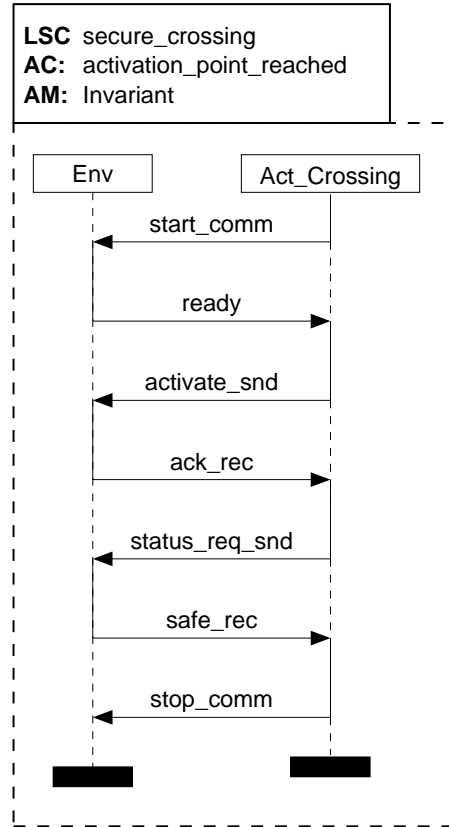 LSC secure_crossing
AC: activation_point_reached
AM: Invariant
Env Act_Crossing
start_comm
ready
activate_snd
ack_rec
status_req_snd
safe_rec
stop_comm